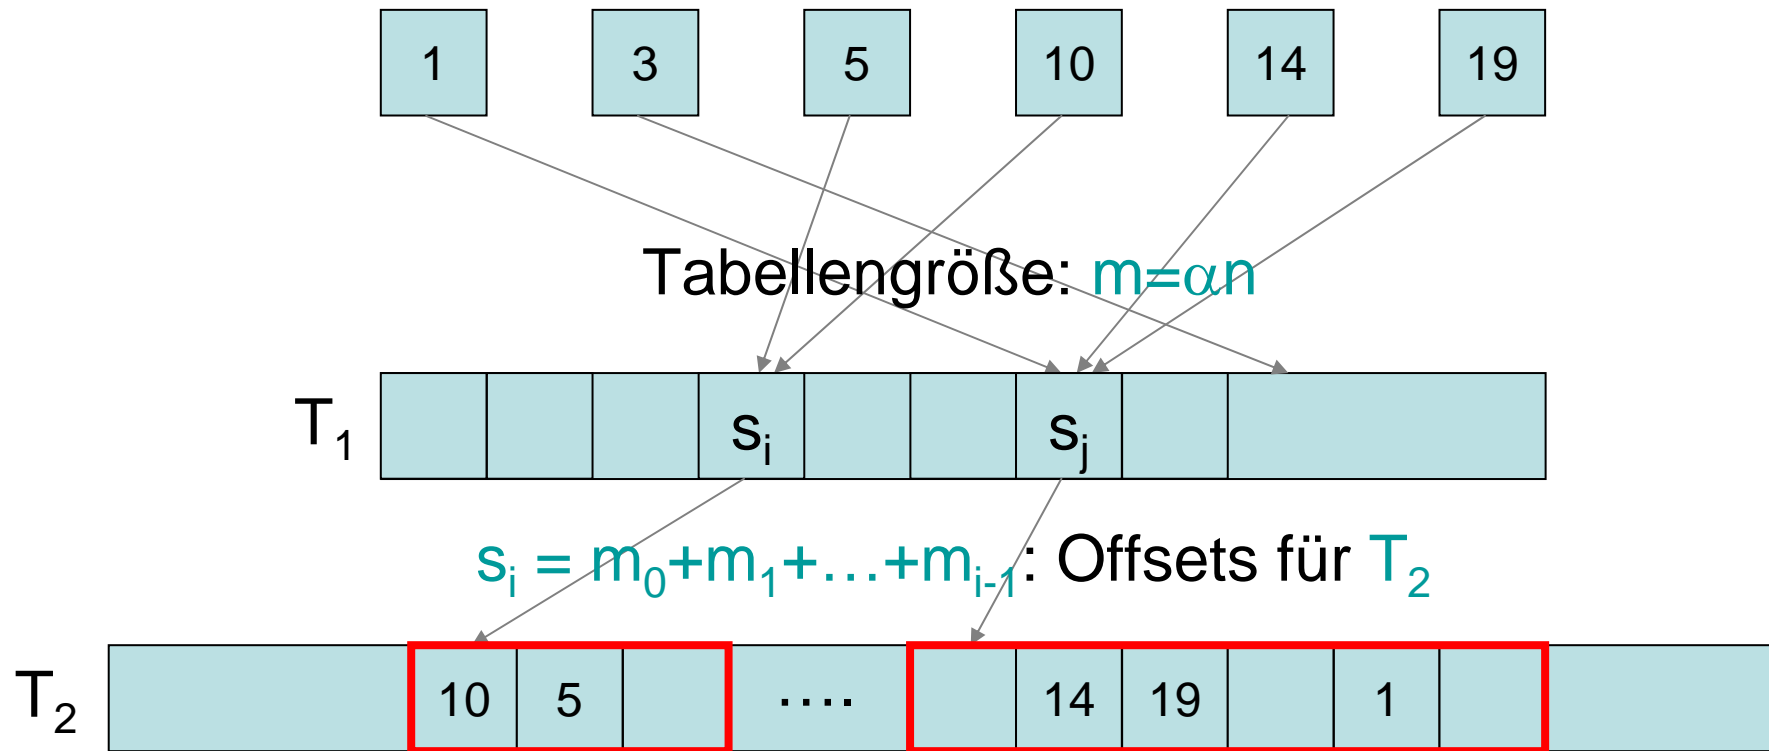 1 3 5 10 14 19
Tabellengröße: m=αn
T₁ sᵢ sⱼ
sᵢ = m₀+m₁+…+mᵢ₋₁: Offsets für T₂
T₂ 10 5 …. 14 19 1